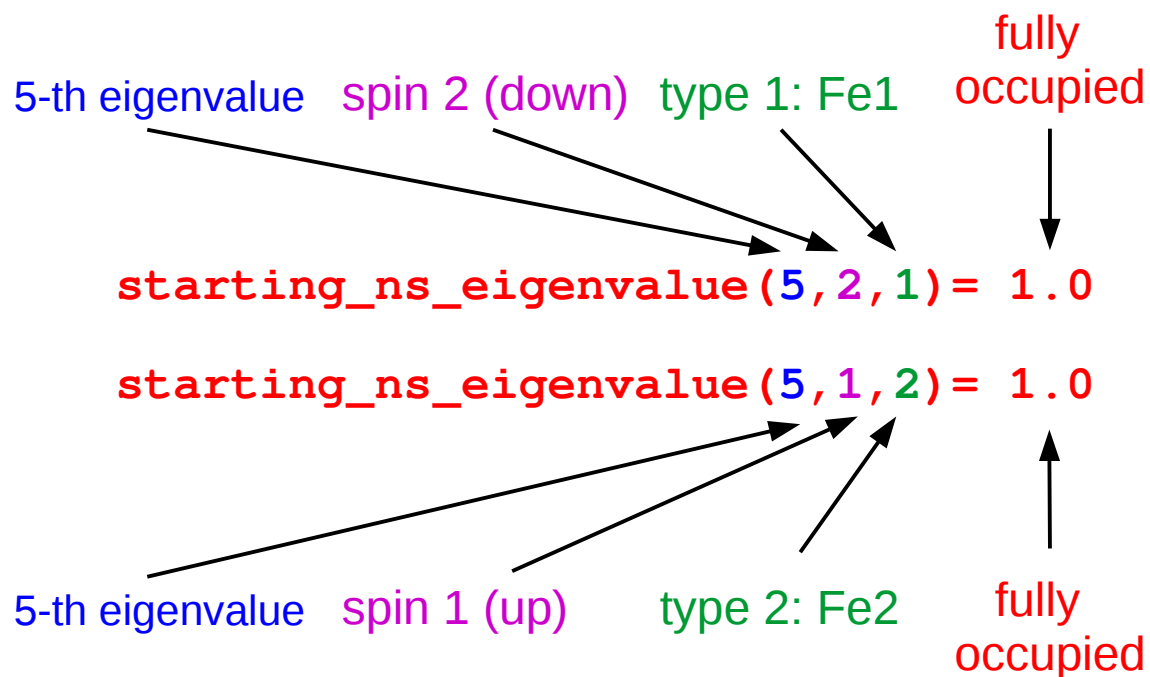 fully
occupied
5-th eigenvalue spin 2 (down) type 1: Fe1
starting_ns_eigenvalue(5,2,1)= 1.0
starting_ns_eigenvalue(5,1,2)= 1.0
5-th eigenvalue spin 1 (up) type 2: Fe2
fully
occupied